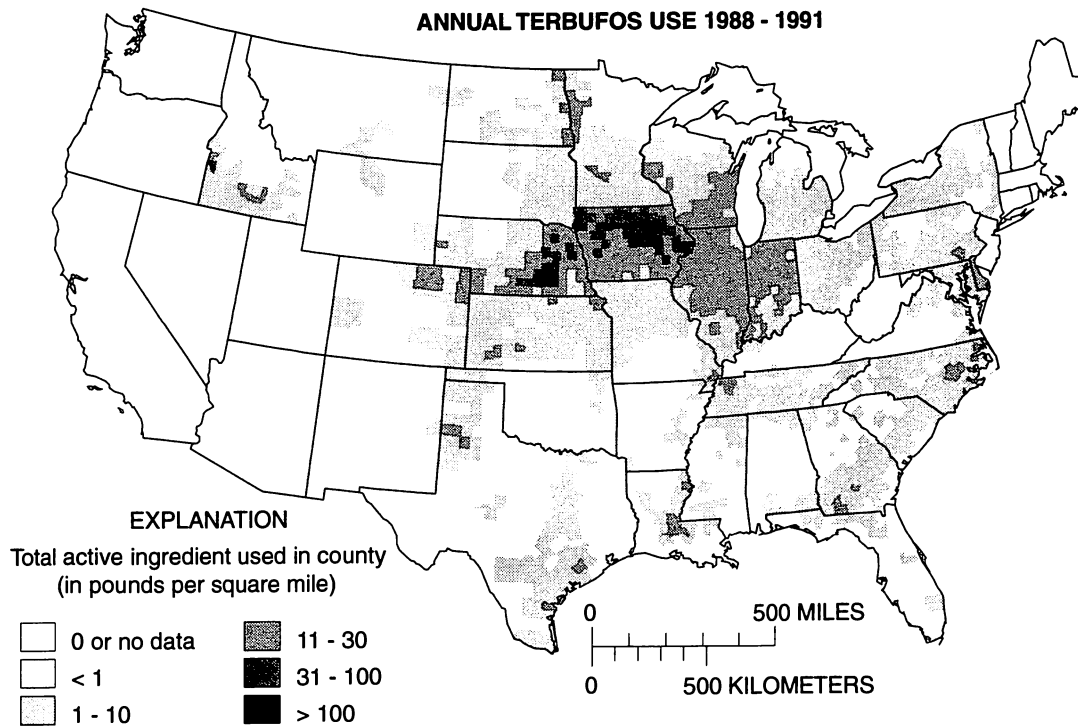 ANNUAL TERBUFOS USE 1988 - 1991
EXPLANATION
Total active ingredient used in county
(in pounds per square mile)
0 or no data
< 1
1 - 10
11 - 30
31 - 100
> 100
0 500 MILES
0 500 KILOMETERS